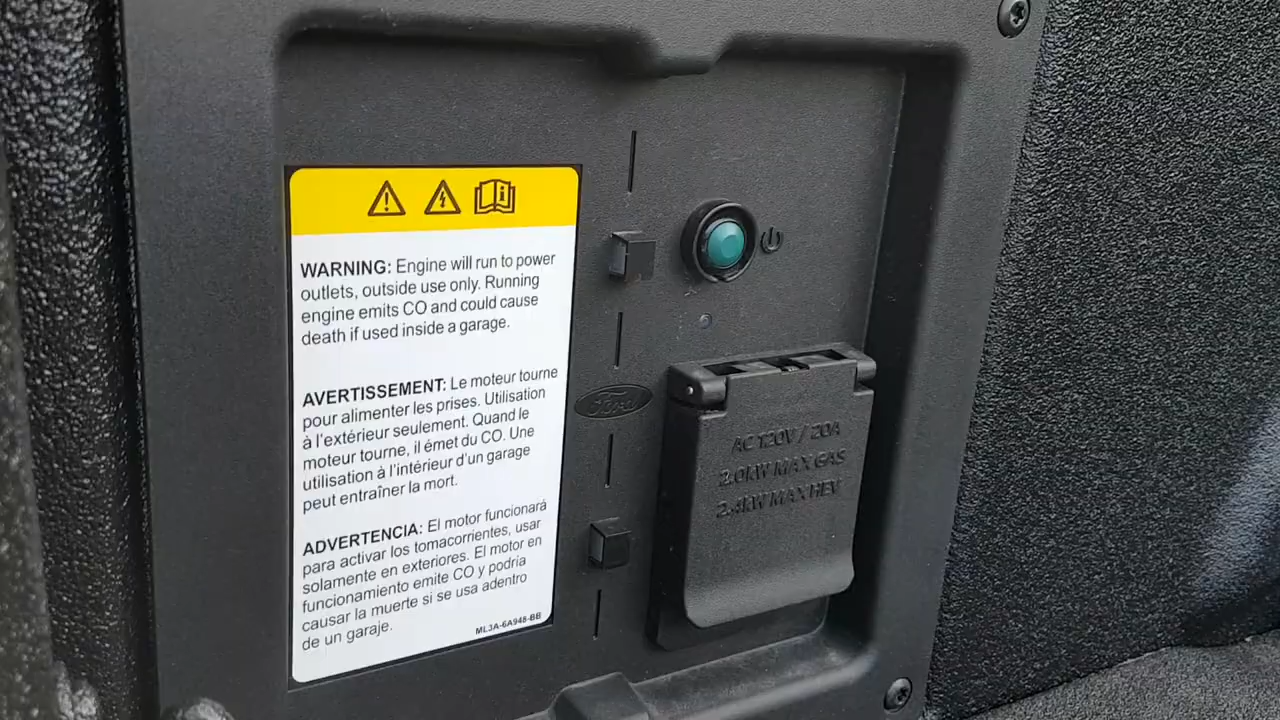 WARNING: Engine will run to power
outlets, outside use only. Running
engine emits CO and could cause
death if used inside a garage.
AVERTISSEMENT: Le moteur tourne
pour alimenter les prises. Utilisation
à l'extérieur seulement. Quand le
moteur tourne, il émet du CO. Une
utilisation à l'intérieur d'un garage
peut entraîner la mort.
ADVERTENCIA: El motor funcionará
para activar los tomacorrientes, usar
solamente en exteriores. El motor en
funcionamiento emite CO y podría
causar la muerte si se usa adentro
de un garaje.
ML3A-6A948-BB
Ford
AC 120V / 20A
2.0KW MAX GAS
2.4KW MAX HEV